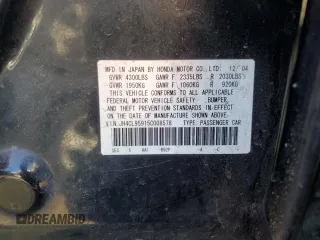 MFD. IN JAPAN BY HONDA MOTOR CO., LTD. 12/04
GVWR 4300LBS GAWR F 2335LBS R 2030LBS
GVWR 1950KG GAWR F 1060KG R 920KG
THIS VEHICLE CONFORMS TO ALL APPLICABLE
FEDERAL MOTOR VEHICLE SAFETY, BUMPER,
AND THEFT PREVENTION STANDARDS IN EFFECT ON
THE DATE OF MANUFACTURE SHOWN ABOVE.
V.I.N. TYPE: PASSENGER CAR
DREAMBID